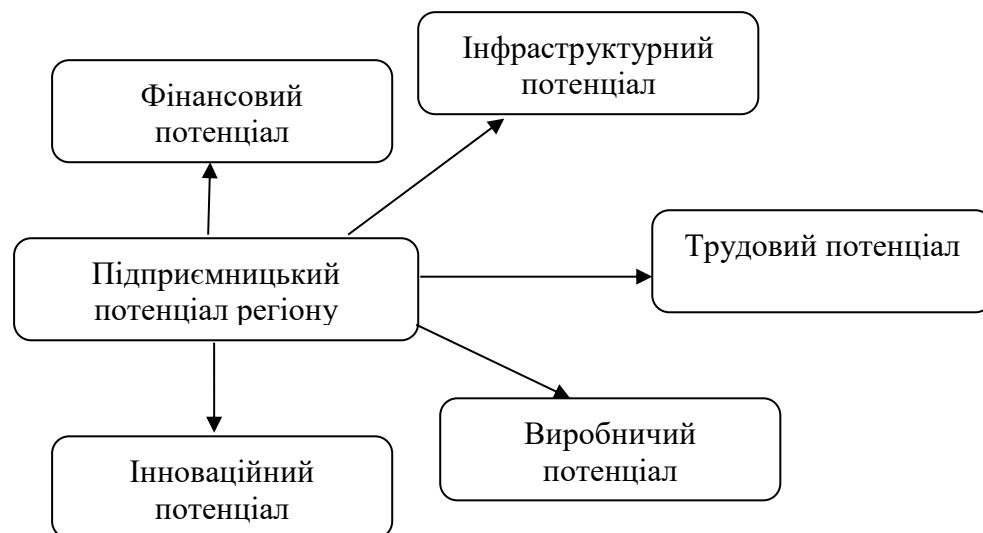 Інфраструктурний
потенціал
Фінансовий
потенціал
Трудовий потенціал
Підприємницький
потенціал регіону
Виробничий
потенціал
Інноваційний
потенціал